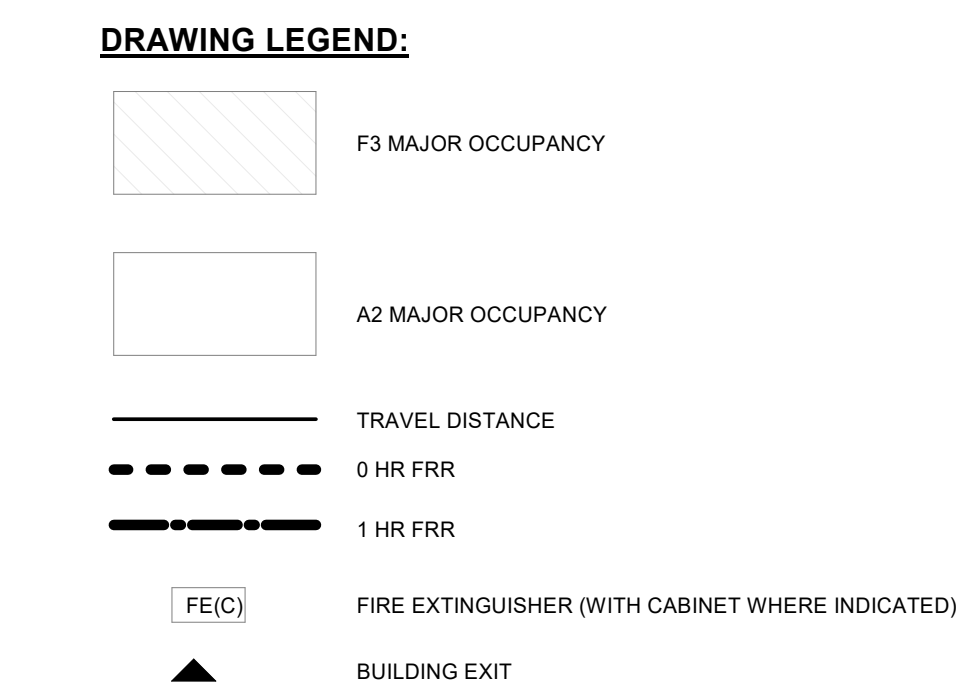 DRAWING LEGEND:
F3 MAJOR OCCUPANCY
A2 MAJOR OCCUPANCY
TRAVEL DISTANCE
0 HR FRR
1 HR FRR
FE(C) FIRE EXTINGUISHER (WITH CABINET WHERE INDICATED)
BUILDING EXIT